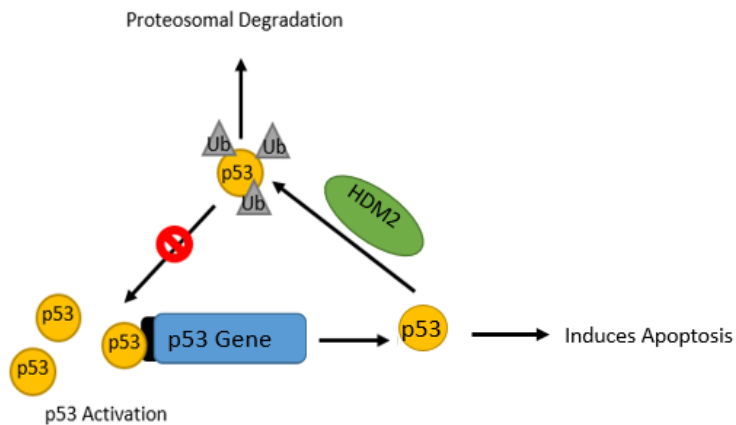 Proteosomal Degradation
Ub
Ub
p53
Ub
HDM2
p53
p53
p53
p53 Gene
p53
Induces Apoptosis
p53
p53 Activation